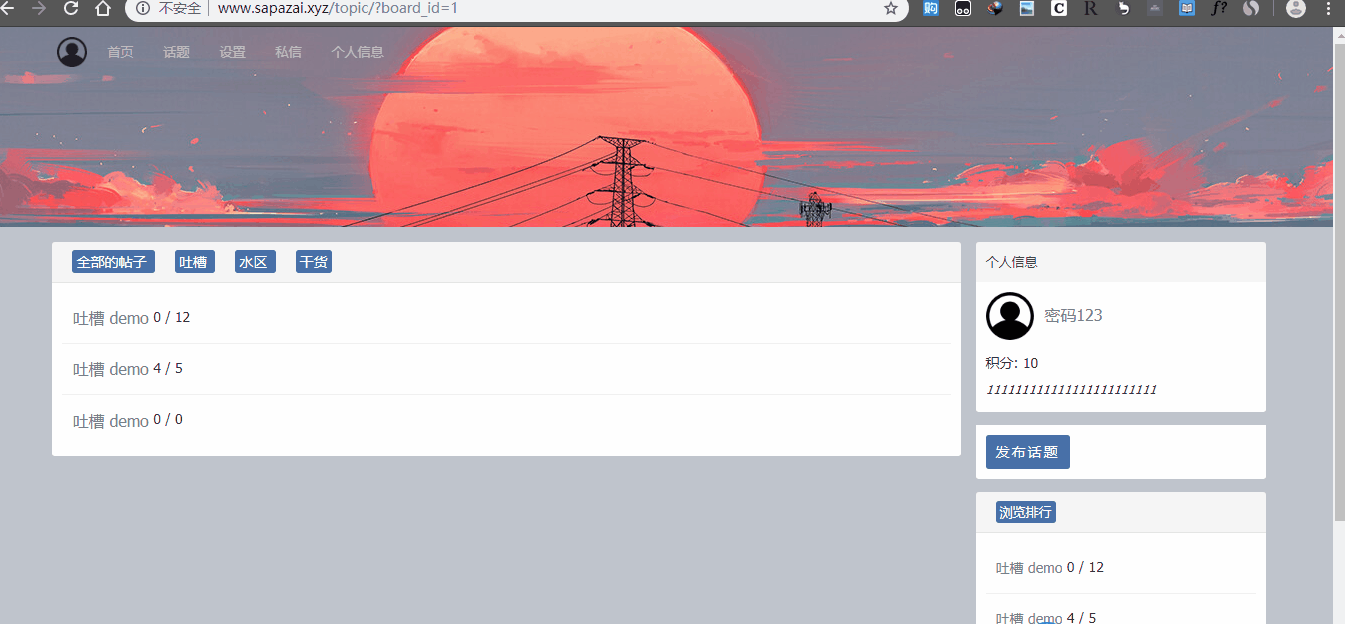 不安全 www.sapazai.xyz/topic/?board_id=1
首页 话题 设置 私信 个人信息
全部的帖子 吐槽 水区 干货
吐槽 demo 0 / 12
吐槽 demo 4 / 5
吐槽 demo 0 / 0
个人信息
密码123
积分: 10
111111111111111111111111
发布话题
浏览排行
吐槽 demo 0 / 12
吐槽 demo 4 / 5